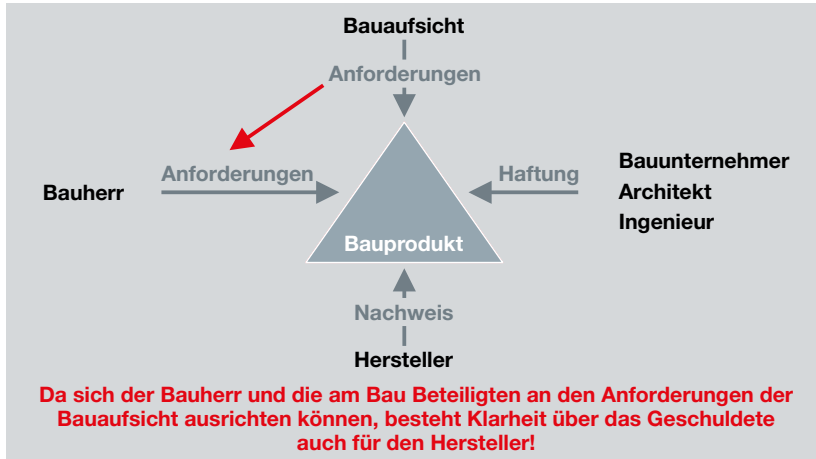 Bauaufsicht
Anforderungen
Anforderungen
Bauherr
Haftung
Bauunternehmer
Architekt
Ingenieur
Bauprodukt
Nachweis
Hersteller
Da sich der Bauherr und die am Bau Beteiligten an den Anforderungen der
Bauaufsicht ausrichten können, besteht Klarheit über das Geschuldete
auch für den Hersteller!